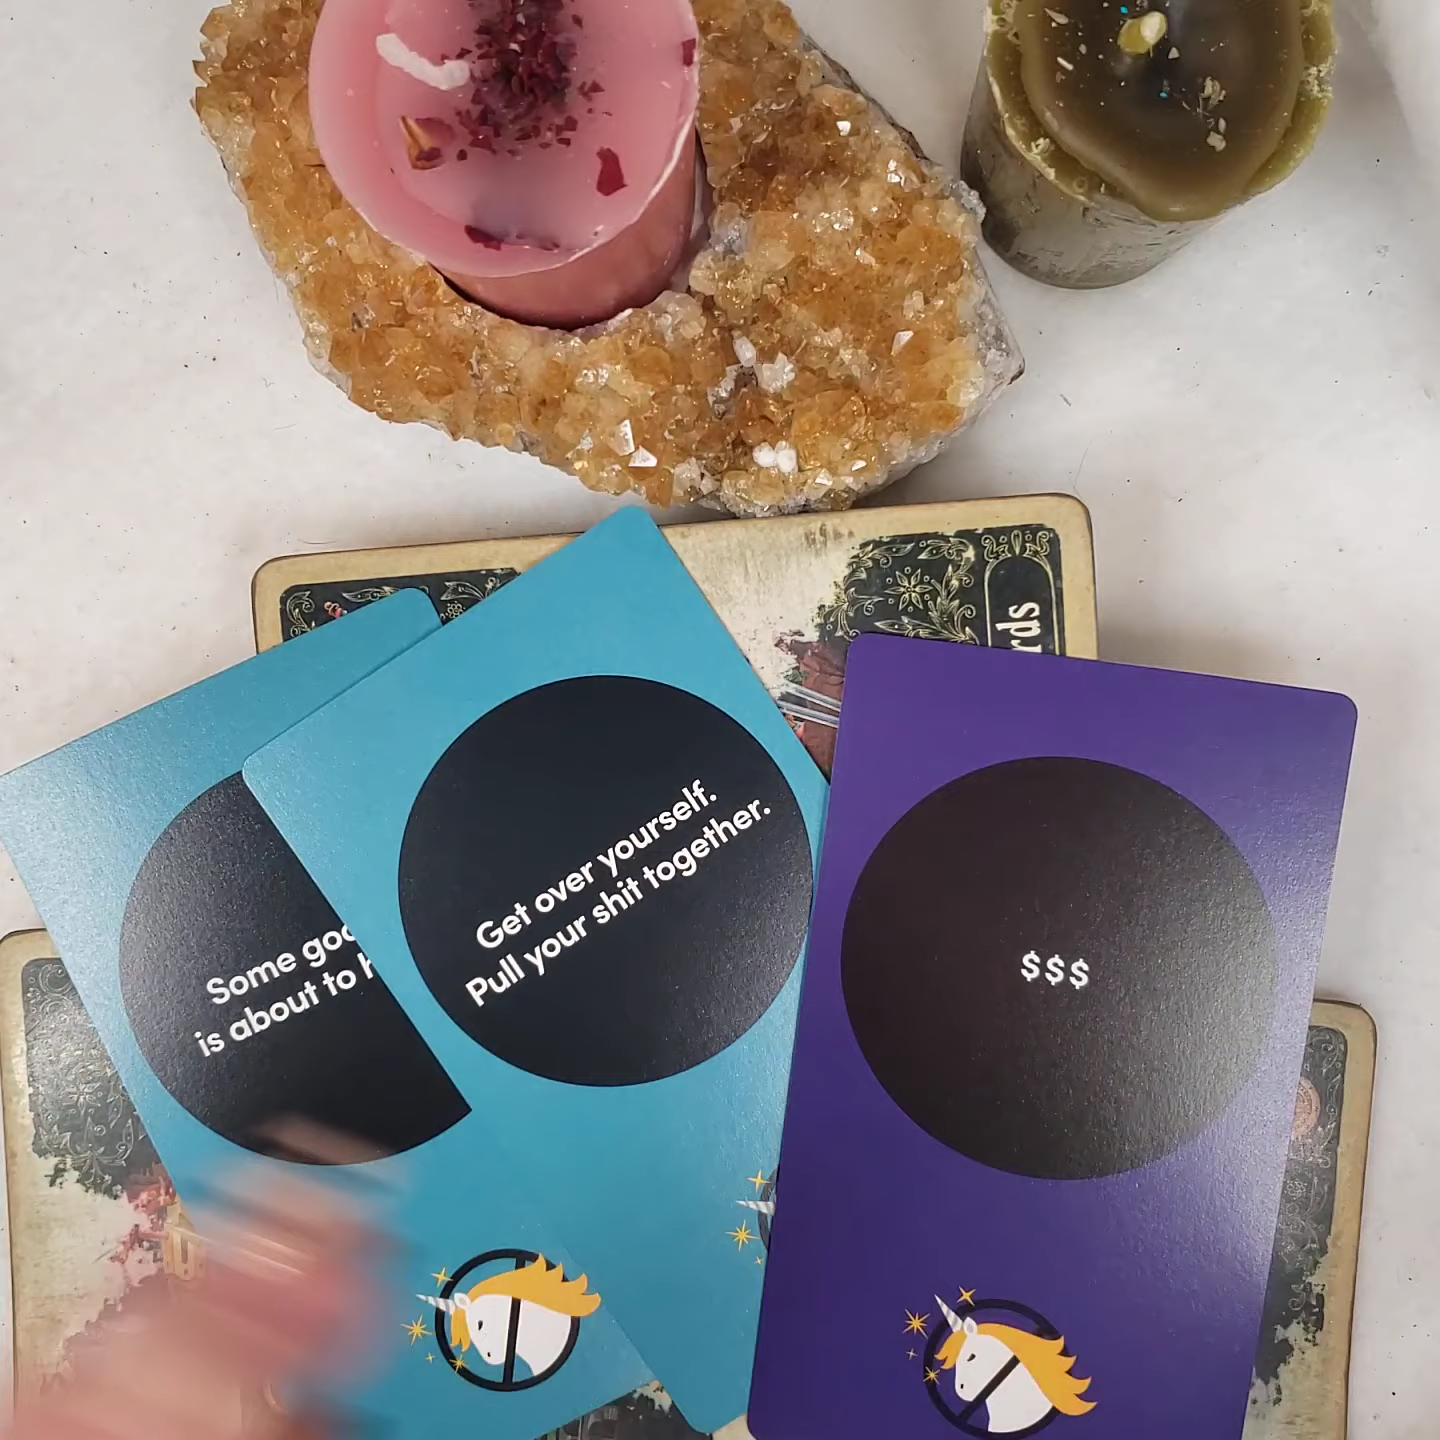 rds
Some goo
is about to h
Get over yourself.
Pull your shit together.
$$$